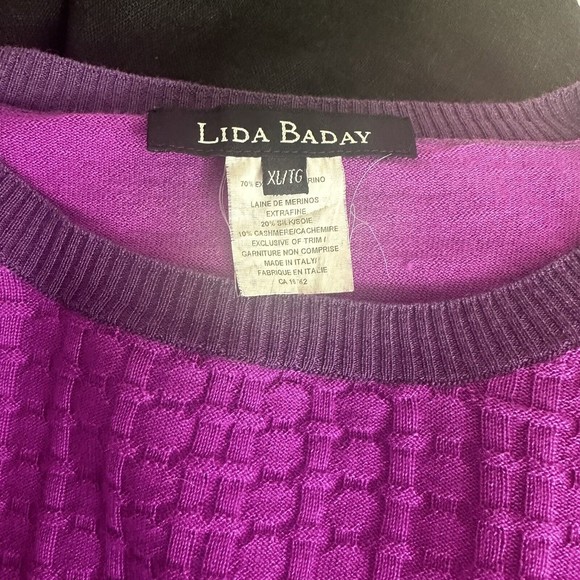 LIDA BADAY
XL/TG
70%
LAINE DE MERINOS
EXTRAFINE
20% SILK/SOIE
10% CASHMERE/CACHEMIRE
EXCLUSIVE OF TRIM /
GARNITURE NON COMPRISE
MADE IN ITALY/
FABRIQUE EN ITALIE
CA